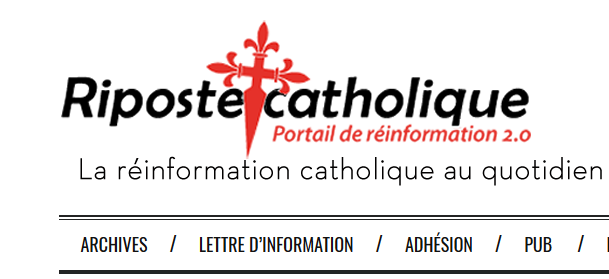 Riposte catholique
Portail de réinformation 2.0
La réinformation catholique au quotidien
ARCHIVES / LETTRE D'INFORMATION / ADHÉSION / PUB /